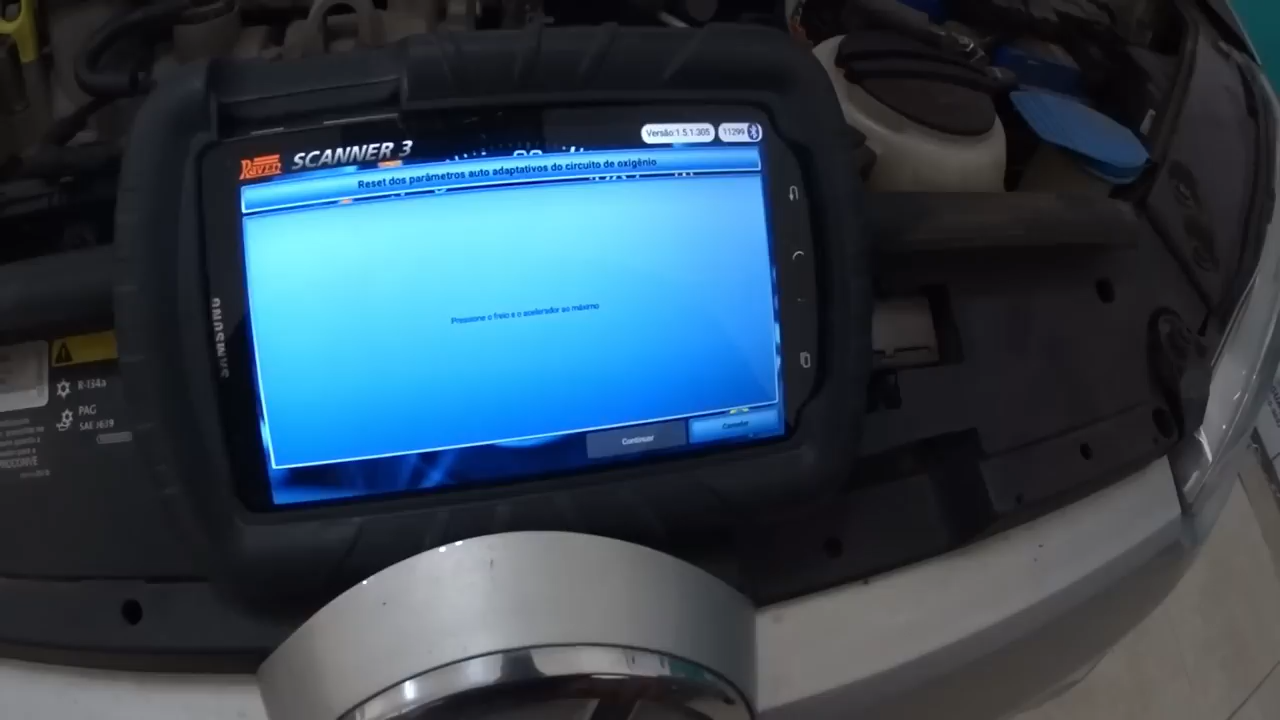 Versão:1.5.1.305
11299
Raven SCANNER 3
Reset dos parâmetros auto adaptativos do circuito de oxigênio
Pressione o freio e o acelerador ao máximo
Continuar
Cancelar
SAMSUNG
R-134a
PAG
SAE J639
PROCONVE